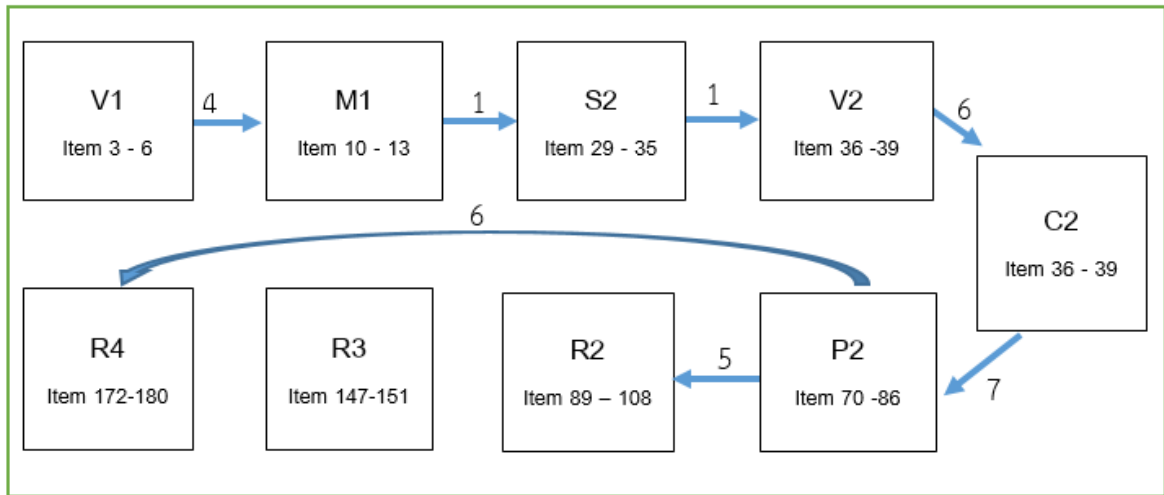 V1
Item 3 - 6
4
M1
Item 10 - 13
1
S2
Item 29 - 35
1
V2
Item 36 -39
6
C2
Item 36 - 39
7
6
R4
Item 172-180
R3
Item 147-151
R2
Item 89 – 108
5
P2
Item 70 -86